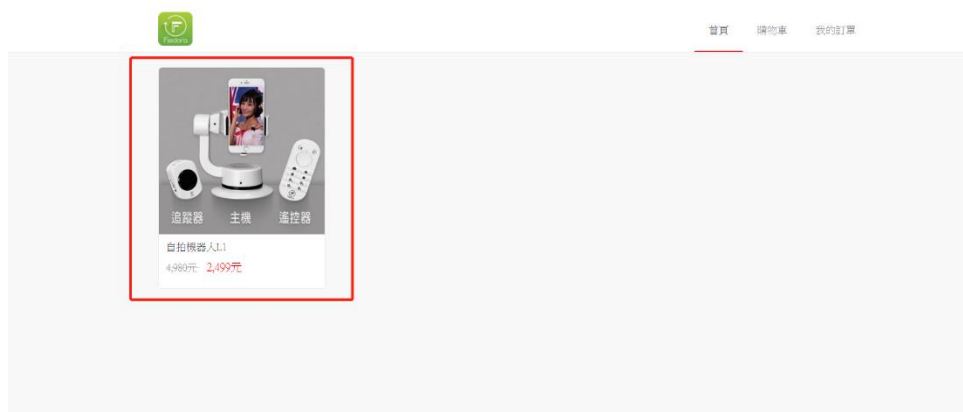 Fiedora
首頁 購物車 我的訂單
追蹤器 主機 遙控器
自拍機器人L1
4,980元 2,499元